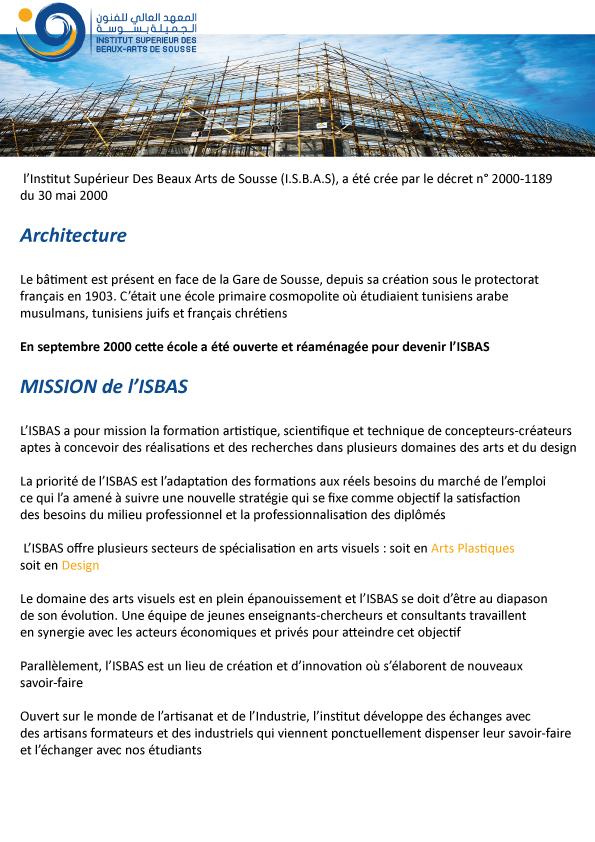 المعهد العالي للفنون
الجميلة بسوسة
INSTITUT SUPERIEUR DES
BEAUX-ARTS DE SOUSSE
l’Institut Supérieur Des Beaux Arts de Sousse (I.S.B.A.S), a été crée par le décret n° 2000-1189
du 30 mai 2000
Architecture
Le bâtiment est présent en face de la Gare de Sousse, depuis sa création sous le protectorat
français en 1903. C’était une école primaire cosmopolite où étudiaient tunisiens arabe
musulmans, tunisiens juifs et français chrétiens
En septembre 2000 cette école a été ouverte et réaménagée pour devenir l’ISBAS
MISSION de l’ISBAS
L’ISBAS a pour mission la formation artistique, scientifique et technique de concepteurs-créateurs
aptes à concevoir des réalisations et des recherches dans plusieurs domaines des arts et du design
La priorité de l’ISBAS est l’adaptation des formations aux réels besoins du marché de l’emploi
ce qui l’a amené à suivre une nouvelle stratégie qui se fixe comme objectif la satisfaction
des besoins du milieu professionnel et la professionnalisation des diplômés
L’ISBAS offre plusieurs secteurs de spécialisation en arts visuels : soit en Arts Plastiques
soit en Design
Le domaine des arts visuels est en plein épanouissement et l’ISBAS se doit d’être au diapason
de son évolution. Une équipe de jeunes enseignants-chercheurs et consultants travaillent
en synergie avec les acteurs économiques et privés pour atteindre cet objectif
Parallèlement, l’ISBAS est un lieu de création et d’innovation où s’élaborent de nouveaux
savoir-faire
Ouvert sur le monde de l’artisanat et de l’Industrie, l’institut développe des échanges avec
des artisans formateurs et des industriels qui viennent ponctuellement dispenser leur savoir-faire
et l’échanger avec nos étudiants